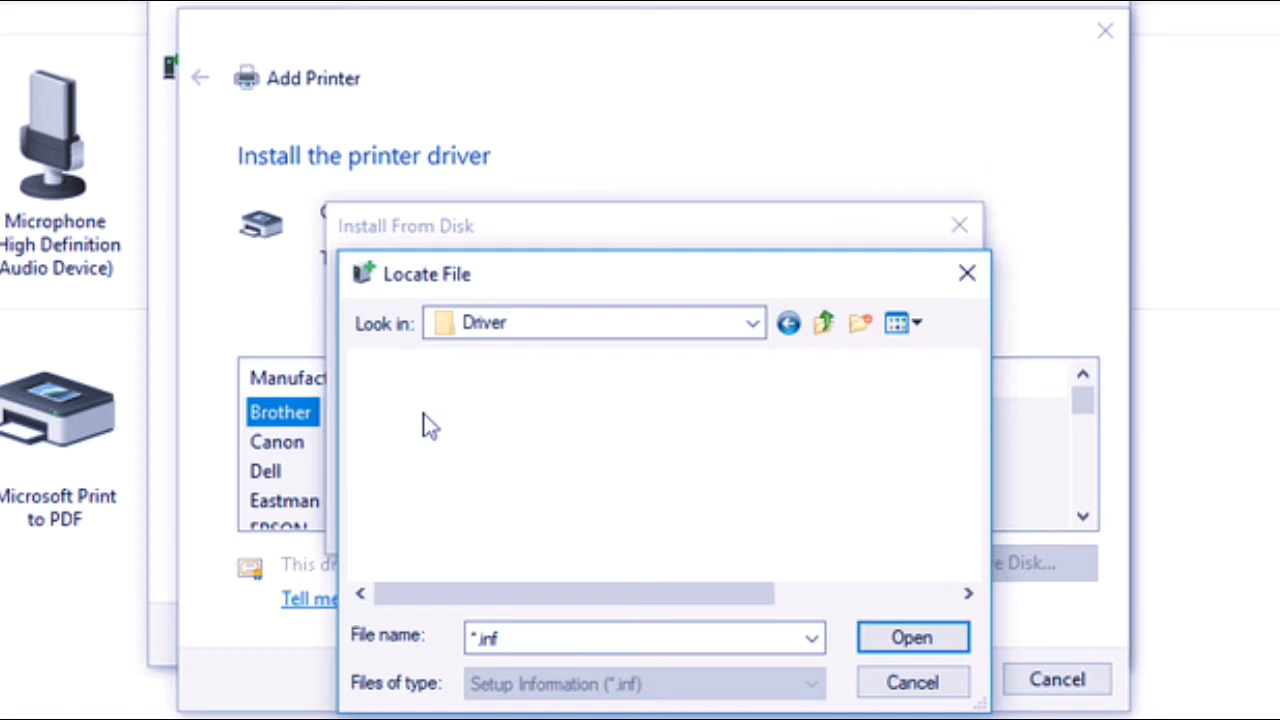 Add Printer
Install the printer driver
Microphone
High Definition
Audio Device)
Install From Disk
Locate File
Look in:
Driver
Manufact
Brother
Canon
Dell
Eastman
EPSON
Microsoft Print
to PDF
This dr
Tell me
e Disk...
File name:
*.inf
Open
Files of type:
Setup Information (*.inf)
Cancel
Cancel